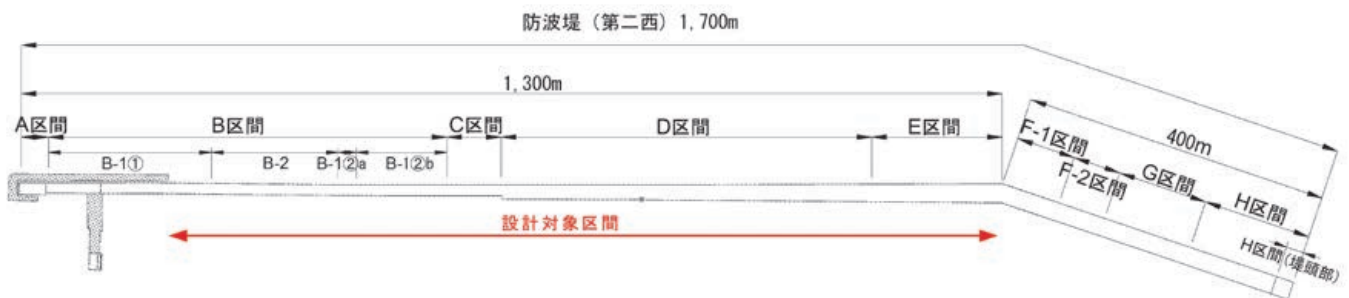 防波堤（第二西）1,700m
1,300m
A区間 B区間 C区間 D区間 E区間
B-1① B-2 B-1②a B-1②b
400m
F-1区間
F-2区間
G区間
H区間
H区間(堤頭部)
設計対象区間